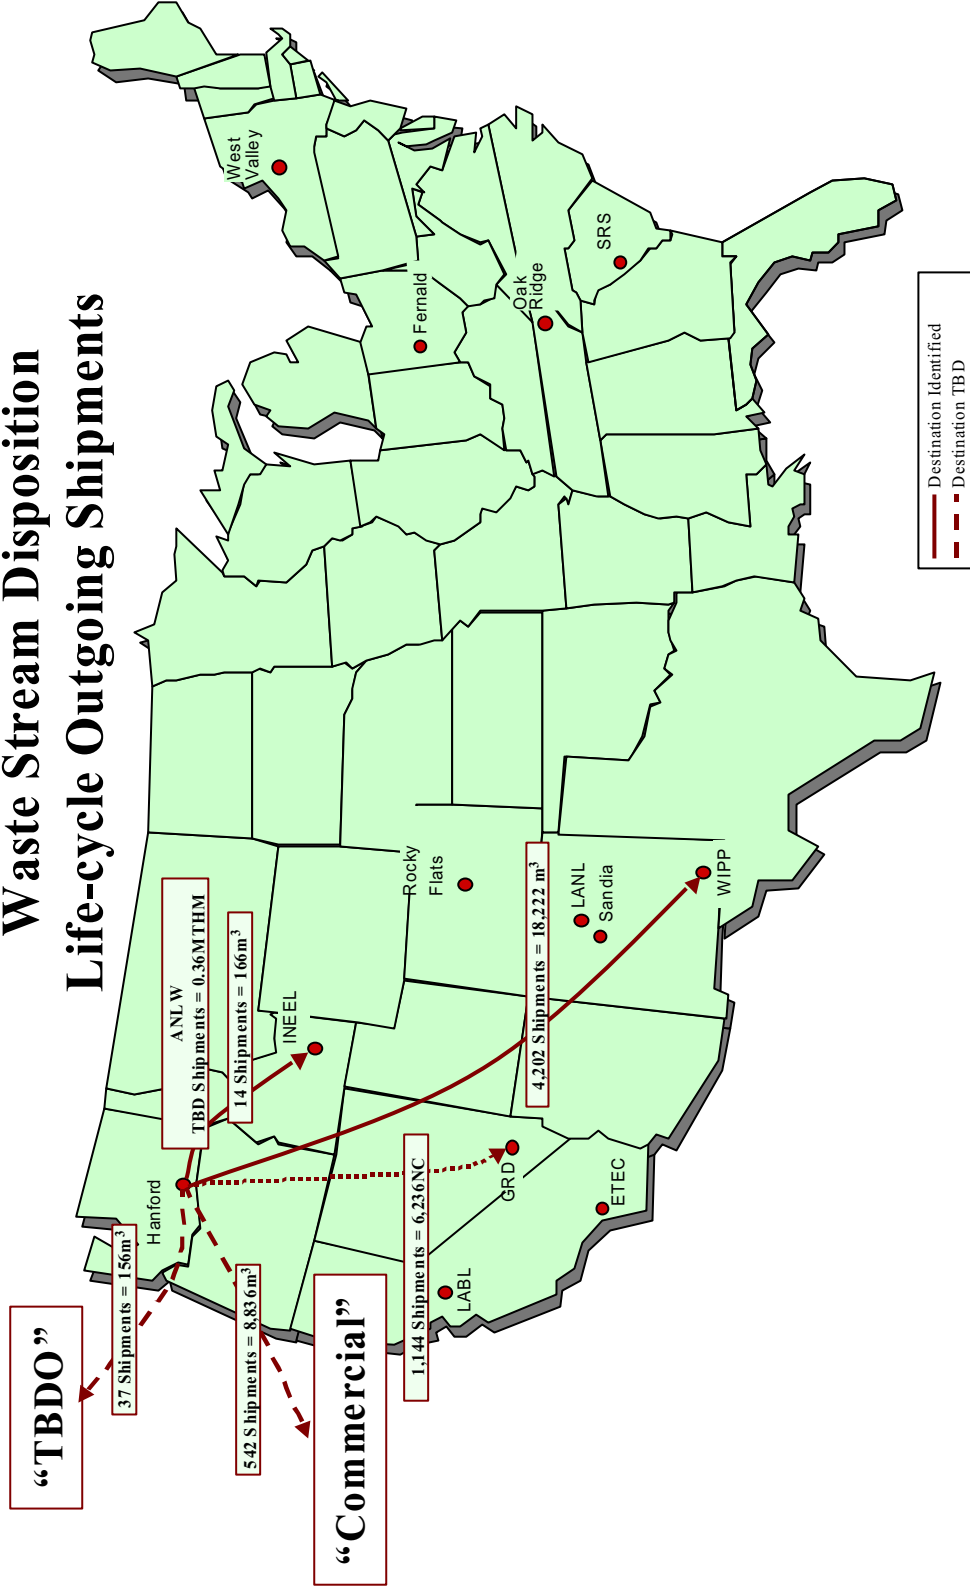 Waste Stream Disposition
Life-cycle Outgoing Shipments
“TBDO”
37 Shipments = 156m³
Hanford
ANLW
TBD Shipments = 0.36MTHM
14 Shipments = 166m³
INEEL
542 Shipments = 8,836m³
“Commercial”
1,144 Shipments = 6,236NC
LABL
GRD
ETEC
4,202 Shipments = 18,222 m³
Rocky
Flats
LANL
Sandia
WIPP
West
Valley
Fernald
Oak
Ridge
SRS
Destination Identified
Destination TBD